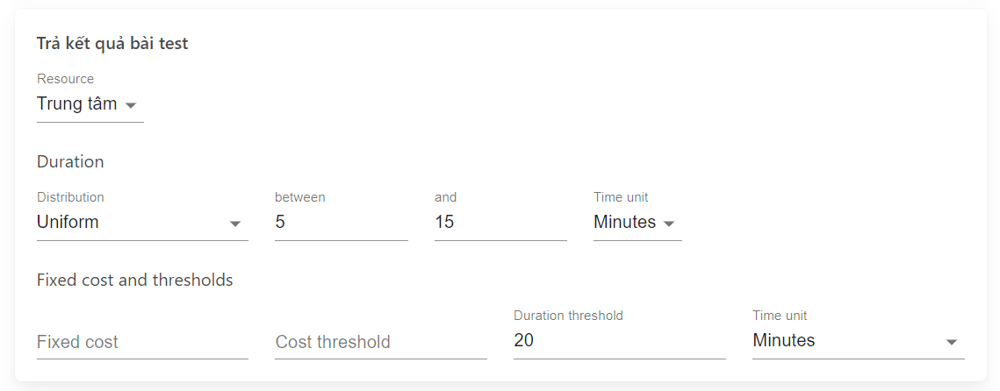 Trả kết quả bài test
Resource
Trung tâm
Duration
Distribution between and Time unit
Uniform 5 15 Minutes
Fixed cost and thresholds
Duration threshold Time unit
Fixed cost Cost threshold 20 Minutes